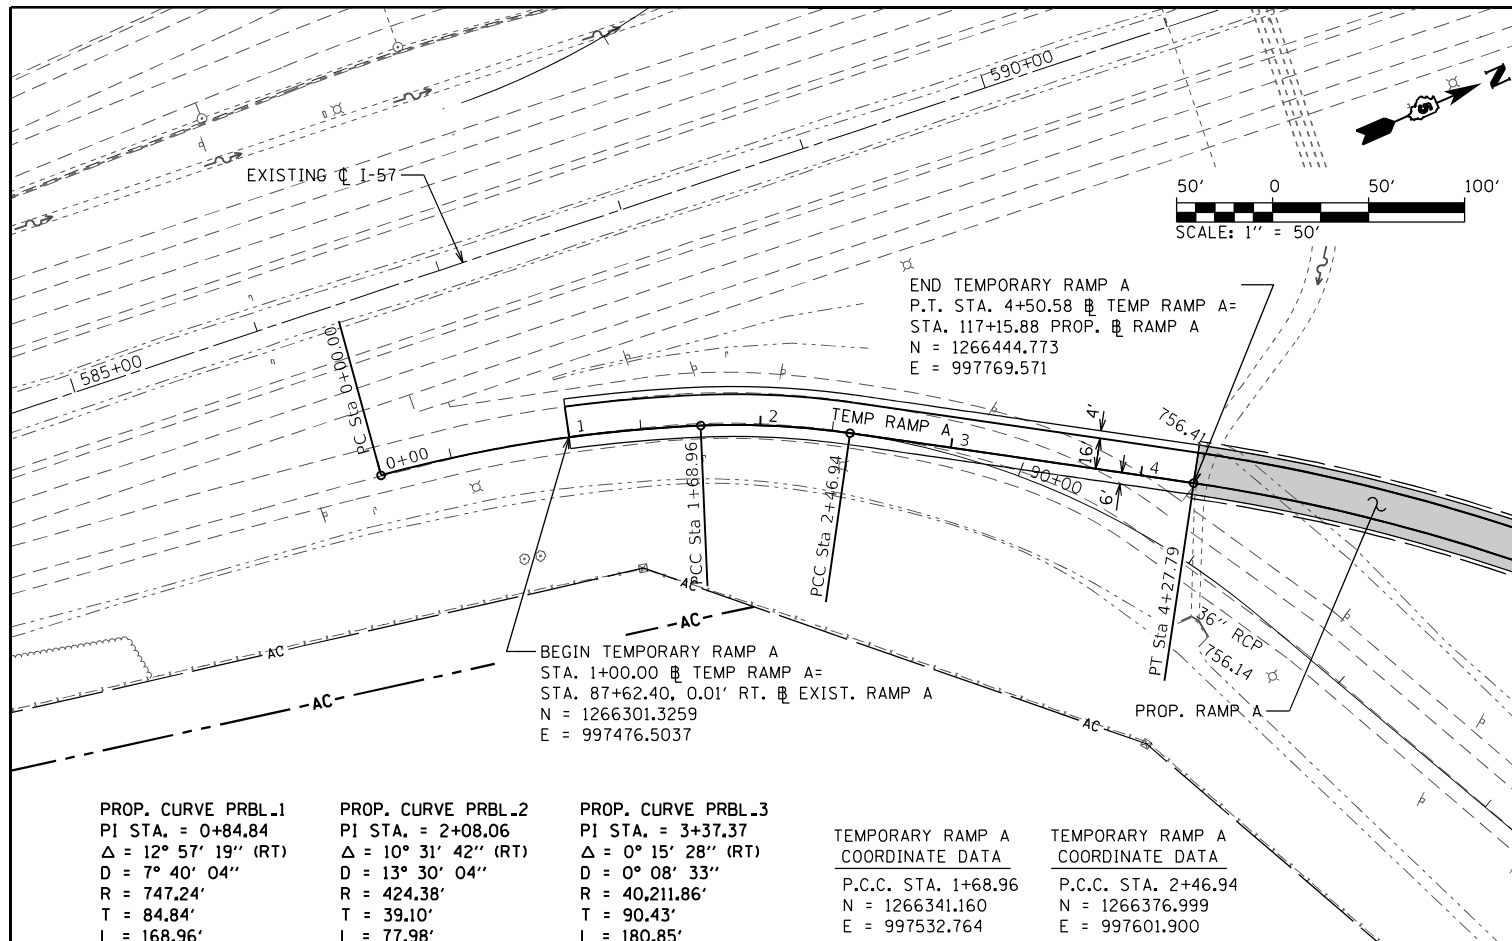 590+00
N
5
EXISTING ℄ I-57
50' 0 50' 100'
SCALE: 1'' = 50'
585+00
PC Sta 0+00.00
0+00
END TEMPORARY RAMP A
P.T. STA. 4+50.58 ⅊ TEMP RAMP A=
STA. 117+15.88 PROP. ⅊ RAMP A
N = 1266444.773
E = 997769.571
1
2
TEMP RAMP A
3
4
4'
16'
6'
756.41
90+00
PCC Sta 1+68.96
PCC Sta 2+46.94
PT Sta 4+27.79
36'' RCP
756.14
PROP. RAMP A
AC
AC
AC
AC
AC
BEGIN TEMPORARY RAMP A
STA. 1+00.00 ⅊ TEMP RAMP A=
STA. 87+62.40, 0.01' RT. ⅊ EXIST. RAMP A
N = 1266301.3259
E = 997476.5037
PROP. CURVE PRBL_1
PI STA. = 0+84.84
Δ = 12° 57' 19'' (RT)
D = 7° 40' 04''
R = 747.24'
T = 84.84'
L = 168.96'
PROP. CURVE PRBL_2
PI STA. = 2+08.06
Δ = 10° 31' 42'' (RT)
D = 13° 30' 04''
R = 424.38'
T = 39.10'
L = 77.98'
PROP. CURVE PRBL_3
PI STA. = 3+37.37
Δ = 0° 15' 28'' (RT)
D = 0° 08' 33''
R = 40,211.86'
T = 90.43'
L = 180.85'
TEMPORARY RAMP A
COORDINATE DATA
P.C.C. STA. 1+68.96
N = 1266341.160
E = 997532.764
TEMPORARY RAMP A
COORDINATE DATA
P.C.C. STA. 2+46.94
N = 1266376.999
E = 997601.900